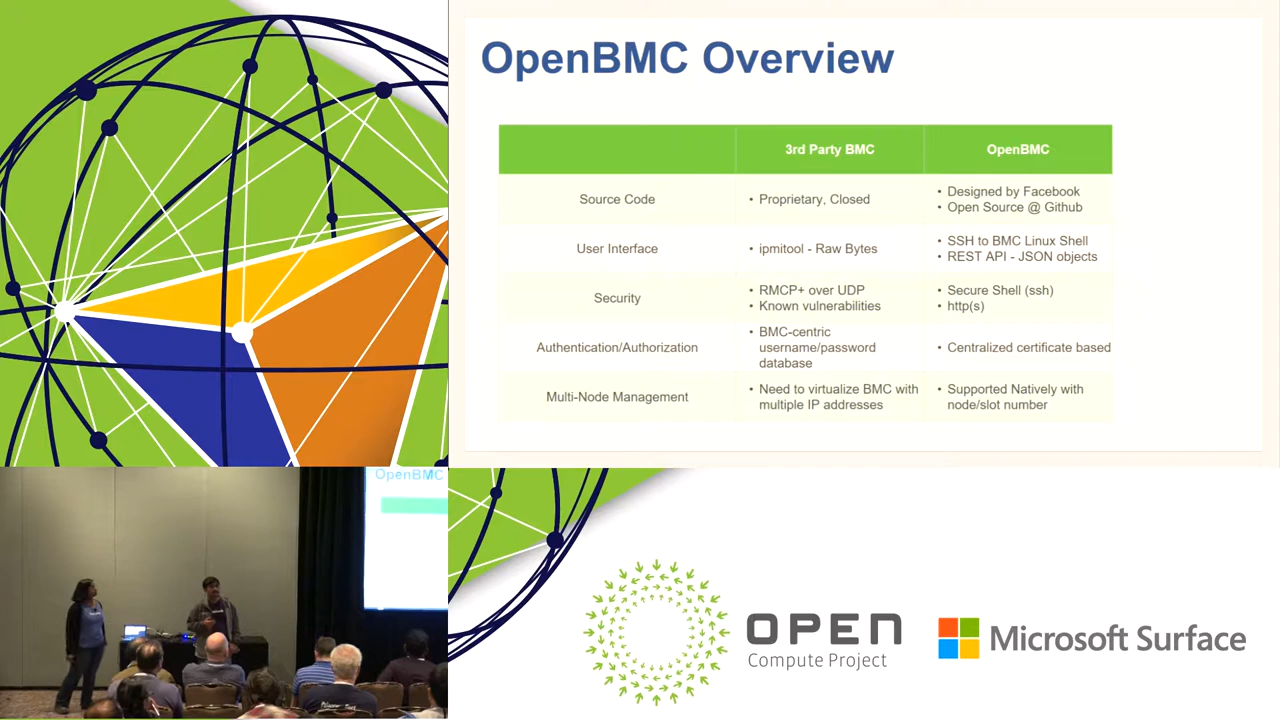 OpenBMC Overview
3rd Party BMC
OpenBMC
Source Code
• Proprietary, Closed
• Designed by Facebook
• Open Source @ Github
User Interface
• ipmitool - Raw Bytes
• SSH to BMC Linux Shell
• REST API - JSON objects
Security
• RMCP+ over UDP
• Known vulnerabilities
• Secure Shell (ssh)
• http(s)
Authentication/Authorization
• BMC-centric
username/password
database
• Centralized certificate based
Multi-Node Management
• Need to virtualize BMC with
multiple IP addresses
• Supported Natively with
node/slot number
OpenBMC
OPEN
Compute Project
Microsoft Surface